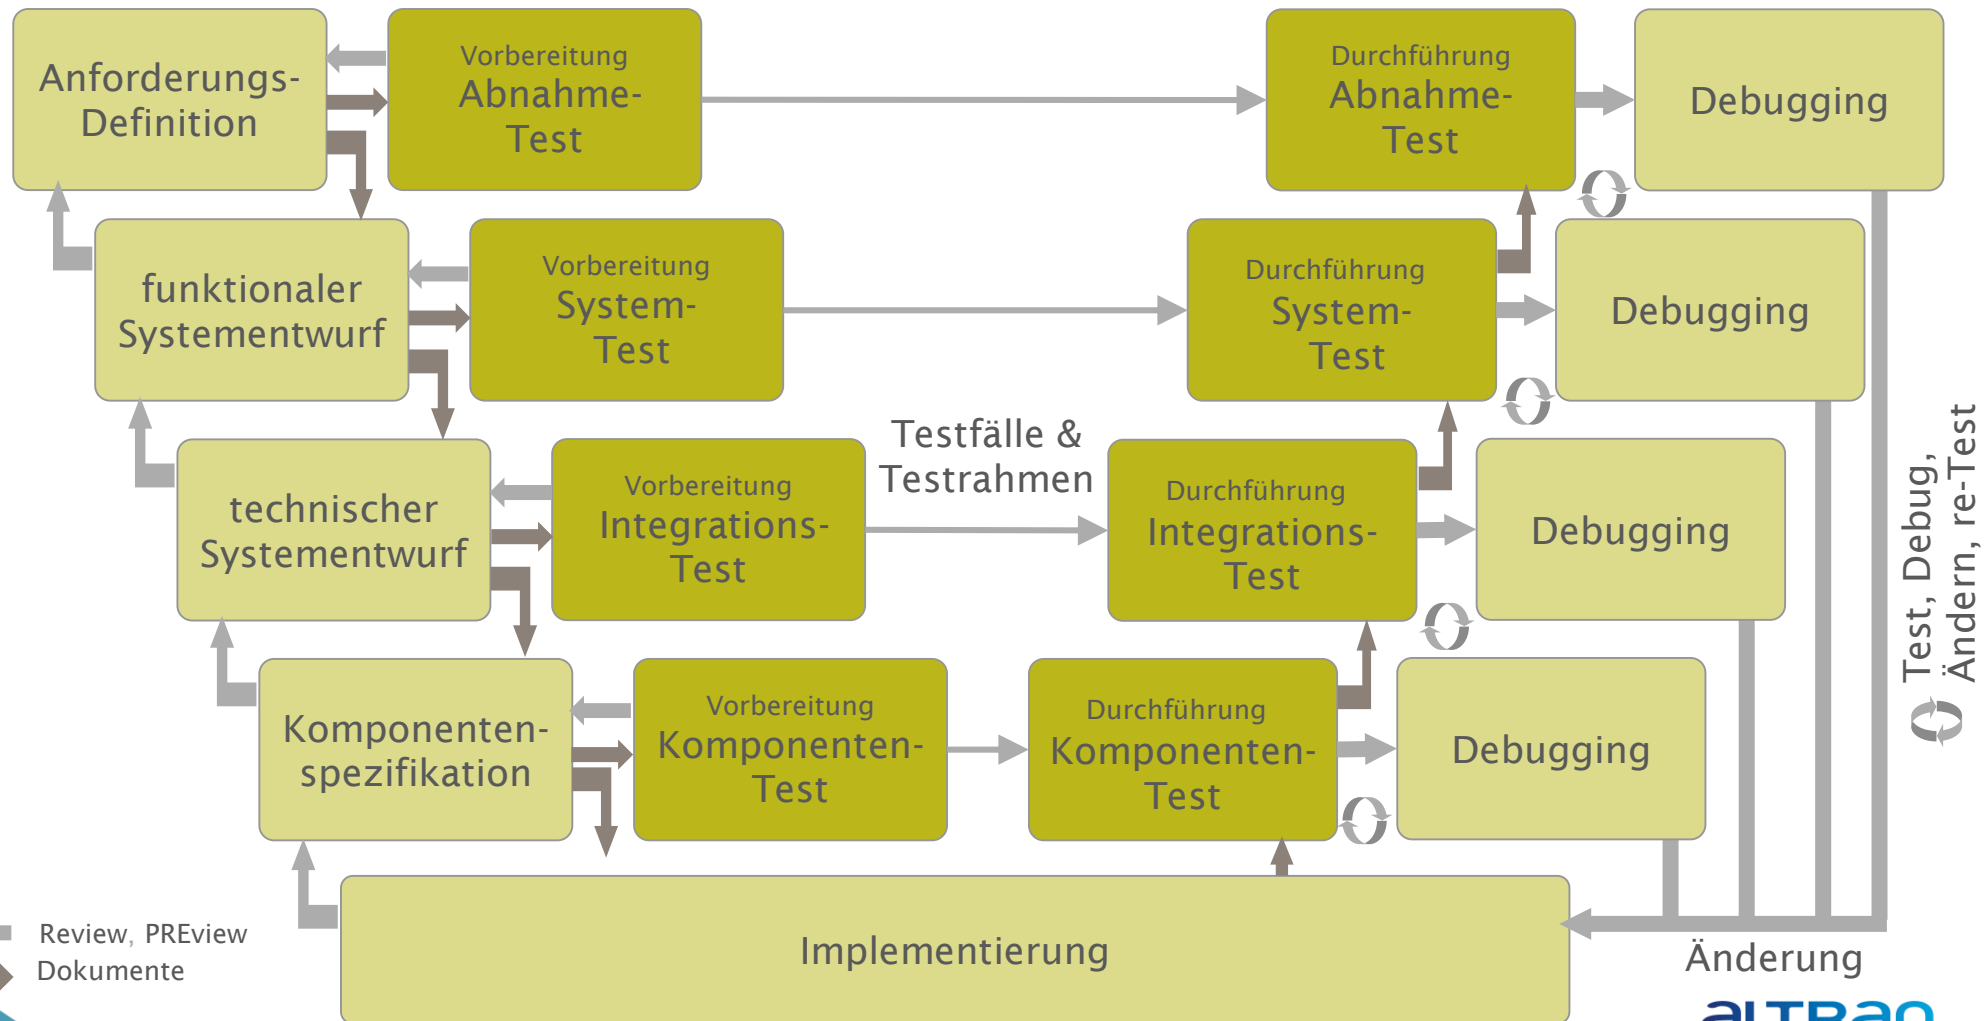 Anforderungs-
Definition
Vorbereitung
Abnahme-
Test
Durchführung
Abnahme-
Test
Debugging
funktionaler
Systementwurf
Vorbereitung
System-
Test
Durchführung
System-
Test
Debugging
technischer
Systementwurf
Vorbereitung
Integrations-
Test
Testfälle &
Testrahmen
Durchführung
Integrations-
Test
Debugging
Test, Debug,
Ändern, re-Test
Komponenten-
spezifikation
Vorbereitung
Komponenten-
Test
Durchführung
Komponenten-
Test
Debugging
Implementierung
Änderung
Review, PREview
Dokumente
aLTRan